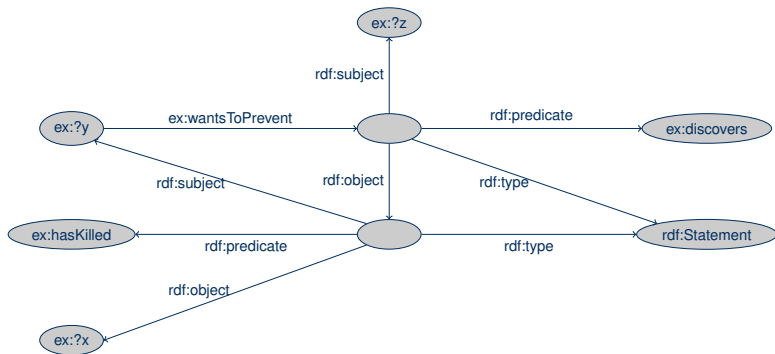 ex:?z
rdf:subject
ex:?y
ex:wantsToPrevent
rdf:predicate
ex:discovers
rdf:subject
rdf:object
rdf:type
ex:hasKilled
rdf:predicate
rdf:type
rdf:Statement
rdf:object
ex:?x